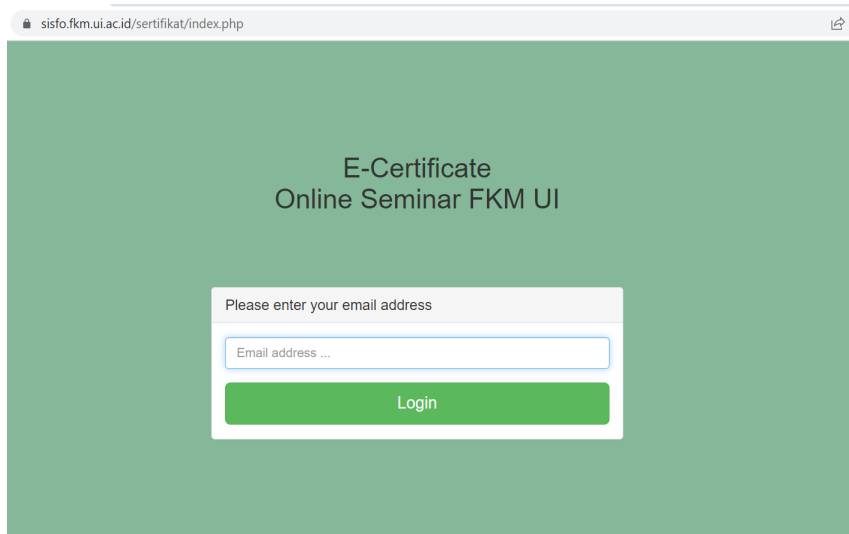 sisfo.fkm.ui.ac.id/sertifikat/index.php
E-Certificate
Online Seminar FKM UI
Please enter your email address
Email address ...
Login